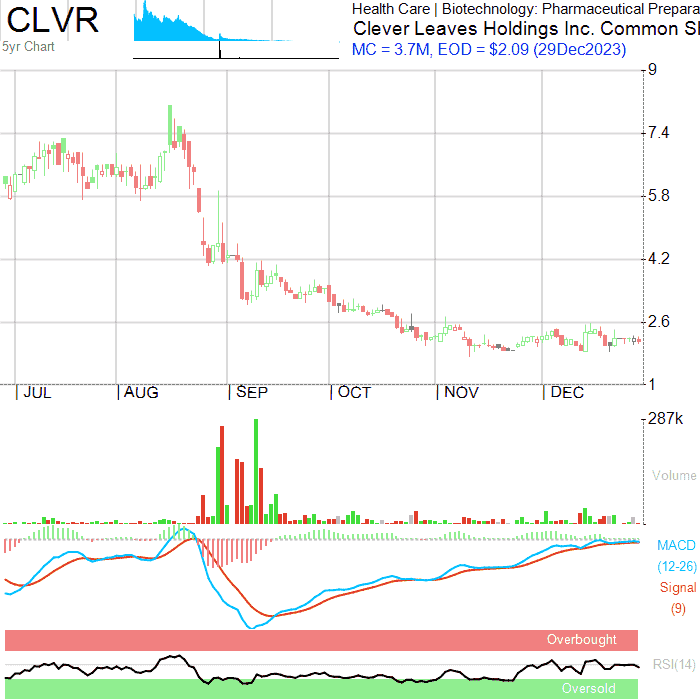 CLVR
5yr Chart
Health Care | Biotechnology: Pharmaceutical Prepara
Clever Leaves Holdings Inc. Common Sh
MC = 3.7M, EOD = $2.09 (29Dec2023)
9
7.4
5.8
4.2
2.6
1
| JUL | AUG | SEP | OCT | NOV | DEC
287k
Volume
MACD
(12-26)
Signal
(9)
Overbought
RSI(14)
Oversold